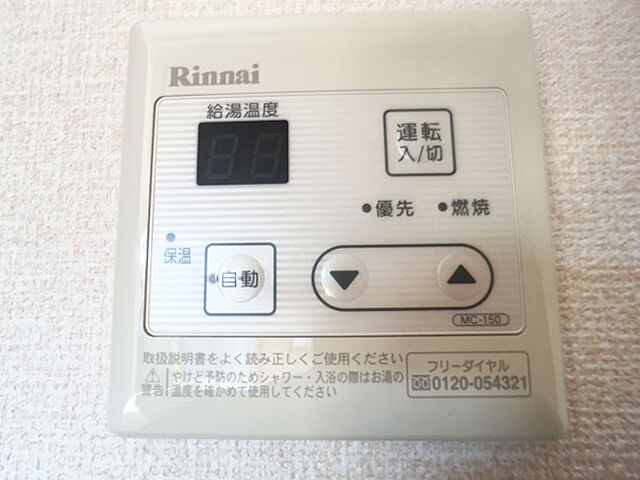 Rinnai
給湯温度
運転
入/切
優先
燃焼
保温
自動
MC-150
取扱説明書をよく読み正しくご使用ください
警告
やけど予防のためシャワー・入浴の際はお湯の
温度を確かめて使用してください
フリーダイヤル
0120-054321